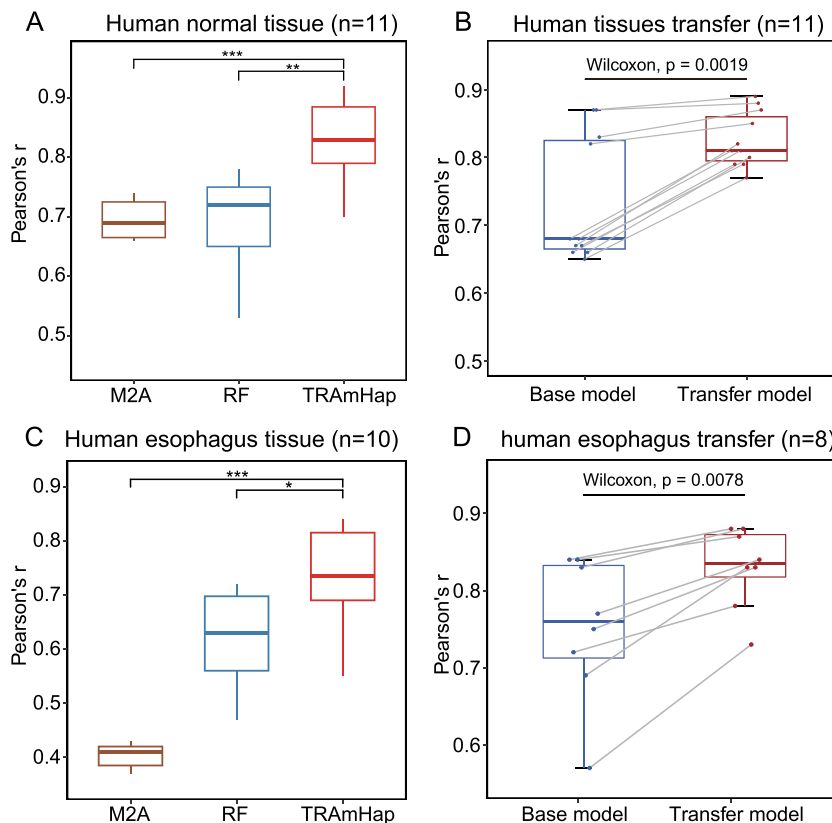 A Human normal tissue (n=11)
***
**
Pearson's r
0.9
0.8
0.7
0.6
0.5
M2A RF TRAmHap
B Human tissues transfer (n=11)
Wilcoxon, p = 0.0019
Pearson's r
0.9
0.8
0.7
0.6
0.5
Base model Transfer model
C Human esophagus tissue (n=10)
***
*
Pearson's r
0.9
0.8
0.7
0.6
0.5
0.4
M2A RF TRAmHap
D human esophagus transfer (n=8)
Wilcoxon, p = 0.0078
Pearson's r
0.9
0.8
0.7
0.6
Base model Transfer model